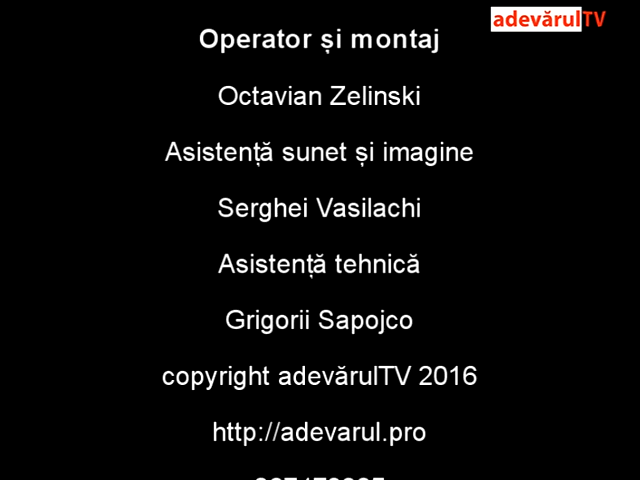 adevărulTV
Operator și montaj
Octavian Zelinski
Asistență sunet și imagine
Serghei Vasilachi
Asistență tehnică
Grigorii Sapojco
copyright adevărulTV 2016
http://adevarul.pro